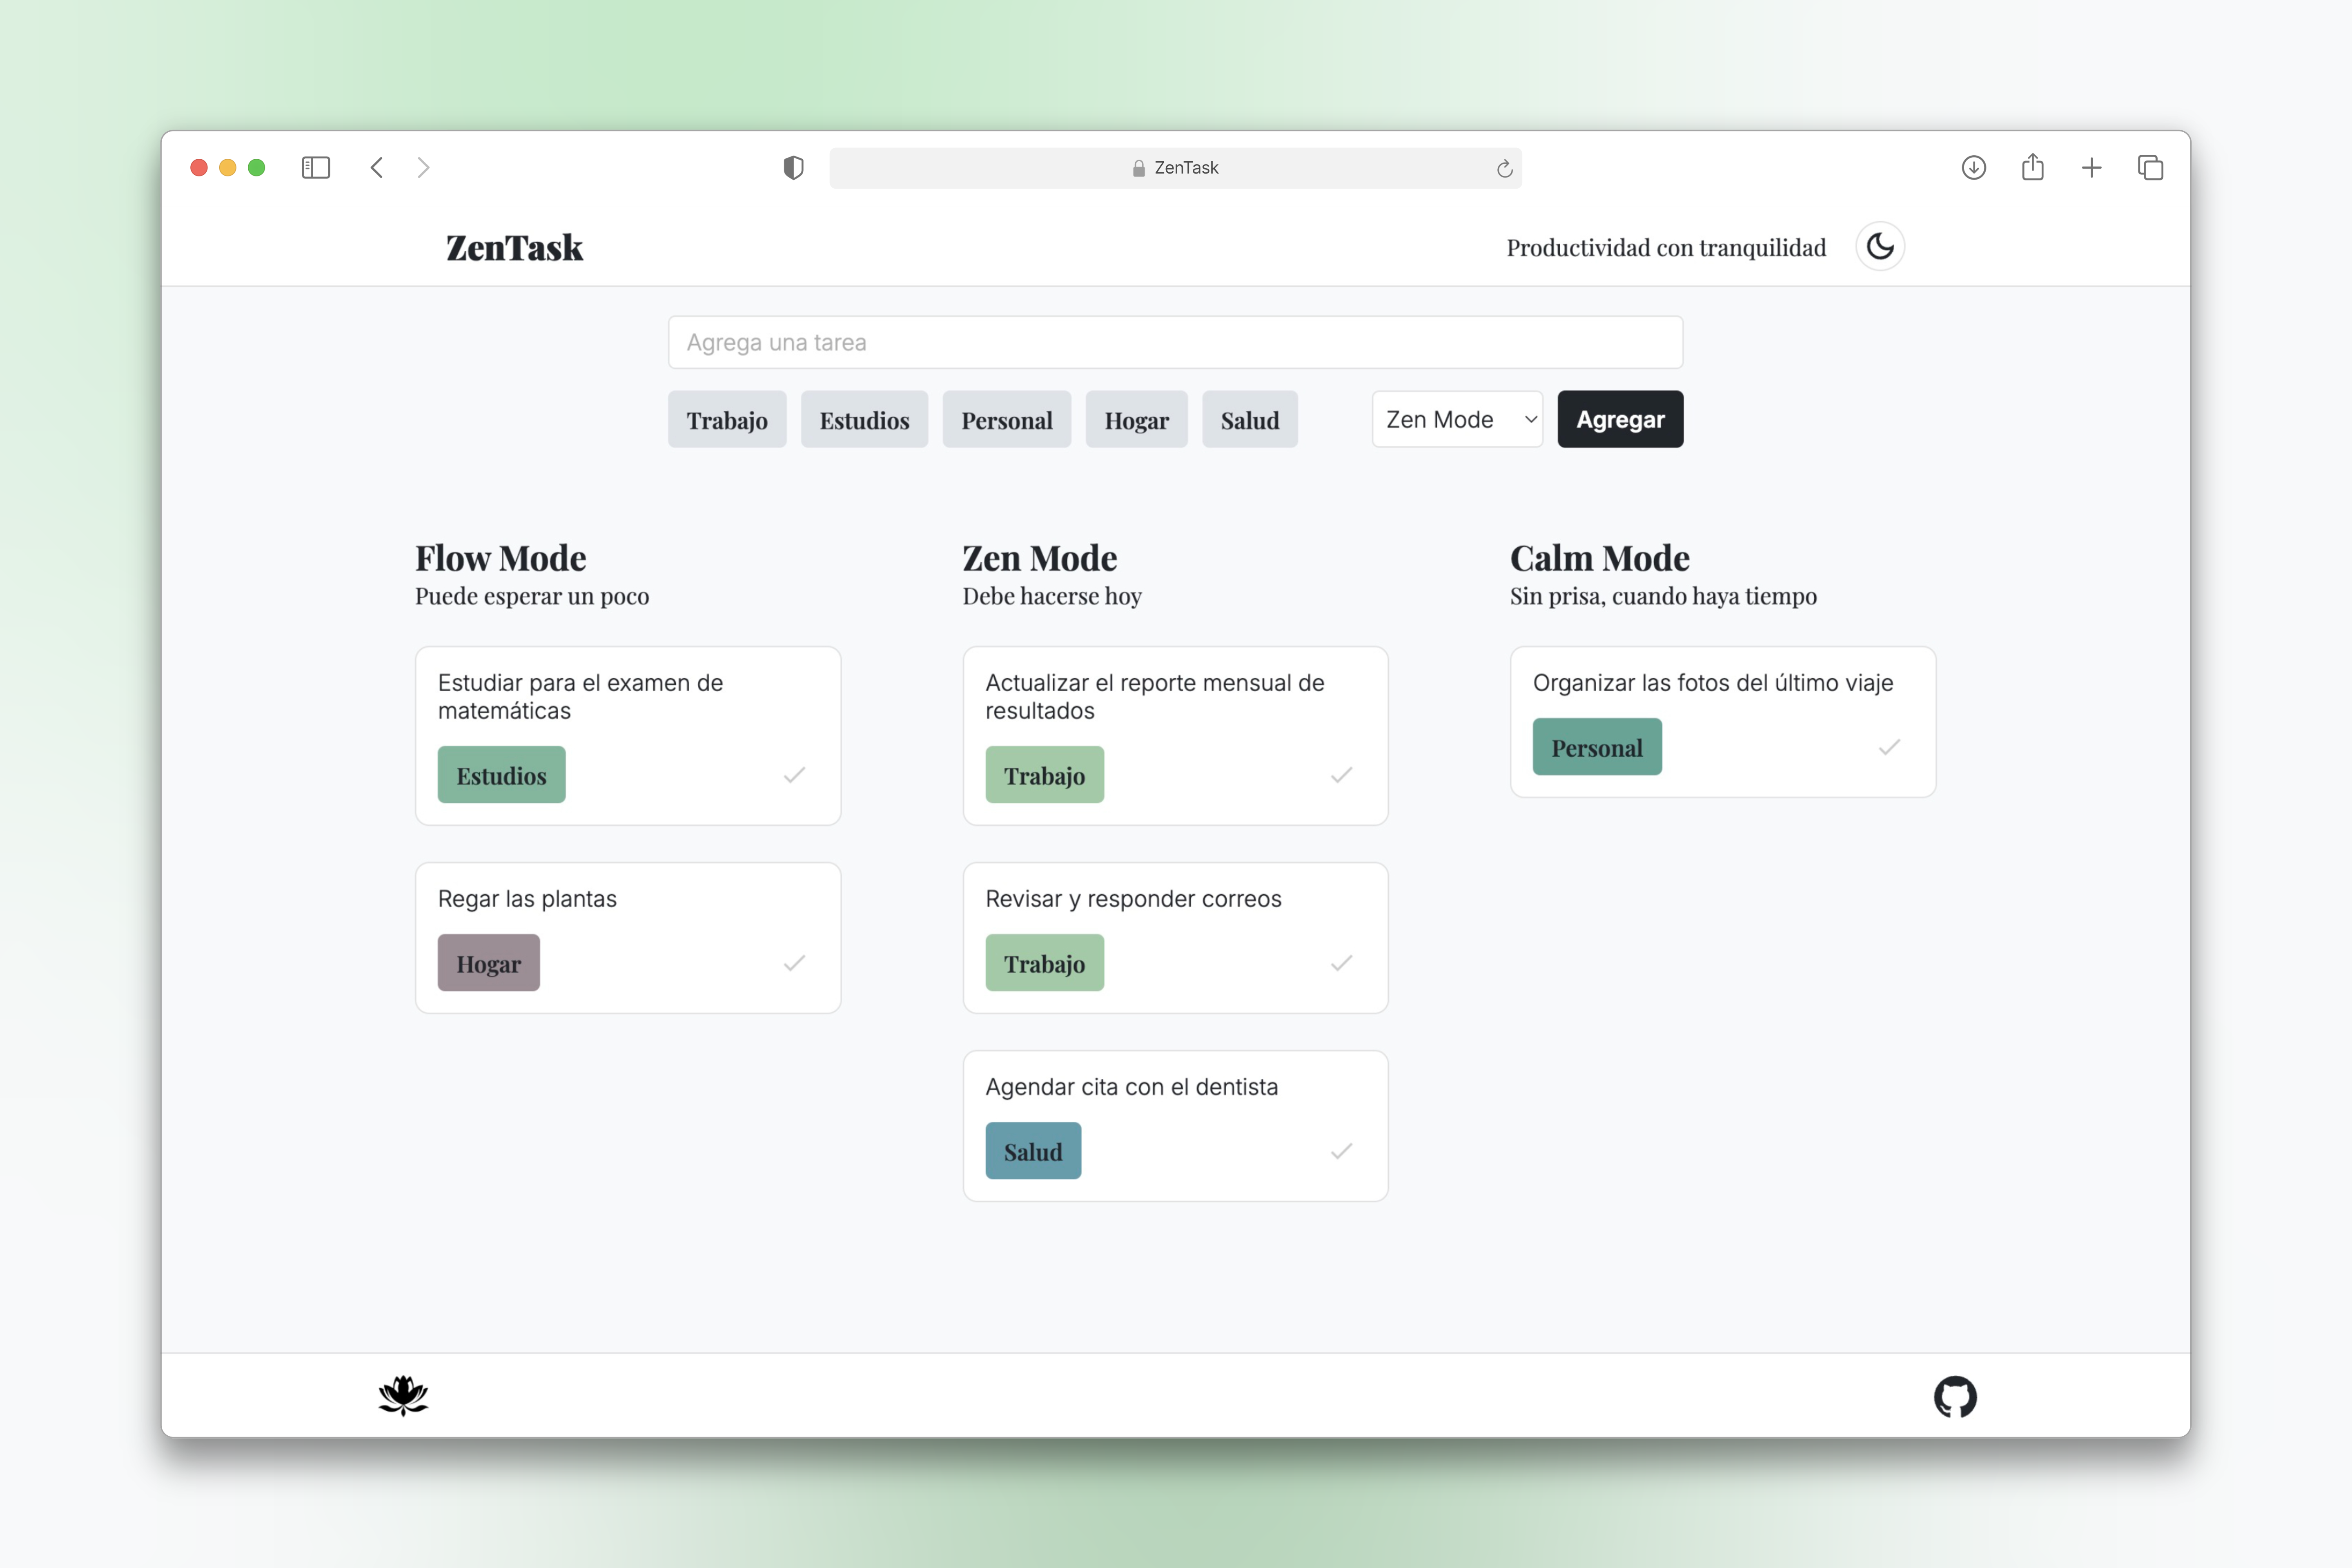 ZenTask
ZenTask
Productividad con tranquilidad
Agrega una tarea
Trabajo
Estudios
Personal
Hogar
Salud
Zen Mode
Agregar
Flow Mode
Puede esperar un poco
Estudiar para el examen de
matemáticas
Estudios
Regar las plantas
Hogar
Zen Mode
Debe hacerse hoy
Actualizar el reporte mensual de
resultados
Trabajo
Revisar y responder correos
Trabajo
Agendar cita con el dentista
Salud
Calm Mode
Sin prisa, cuando haya tiempo
Organizar las fotos del último viaje
Personal